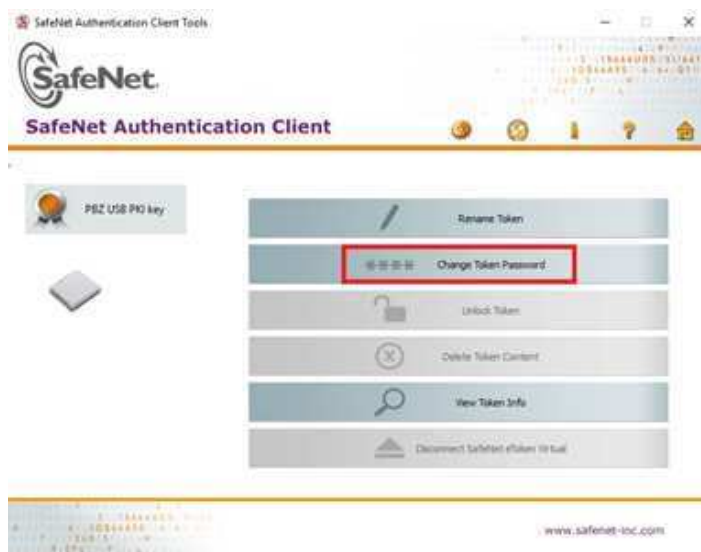 SafeNet Authentication Client Tools
SafeNet.
SafeNet Authentication Client
PBZ USB PKI key
Rename Token
Change Token Password
Unlock Token
Delete Token Content
View Token Info
Disconnect SafeNet eToken Virtual
www.safenet-inc.com